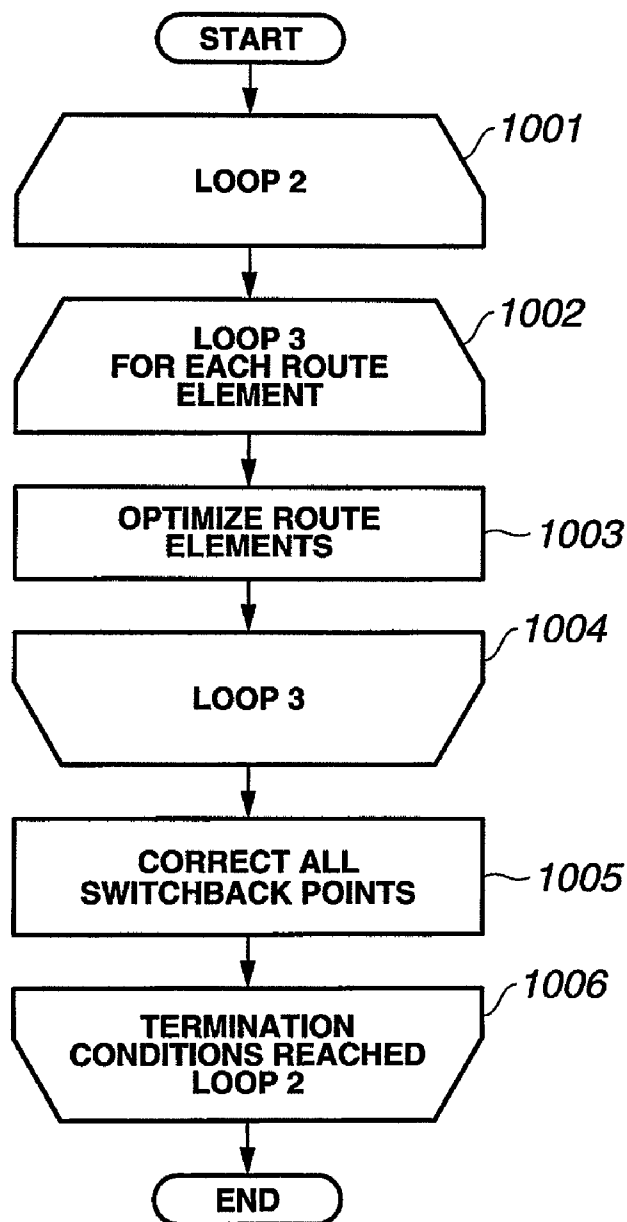 START
1001
LOOP 2
1002
LOOP 3
FOR EACH ROUTE
ELEMENT
OPTIMIZE ROUTE
ELEMENTS
1003
1004
LOOP 3
CORRECT ALL
SWITCHBACK POINTS
1005
1006
TERMINATION
CONDITIONS REACHED
LOOP 2
END